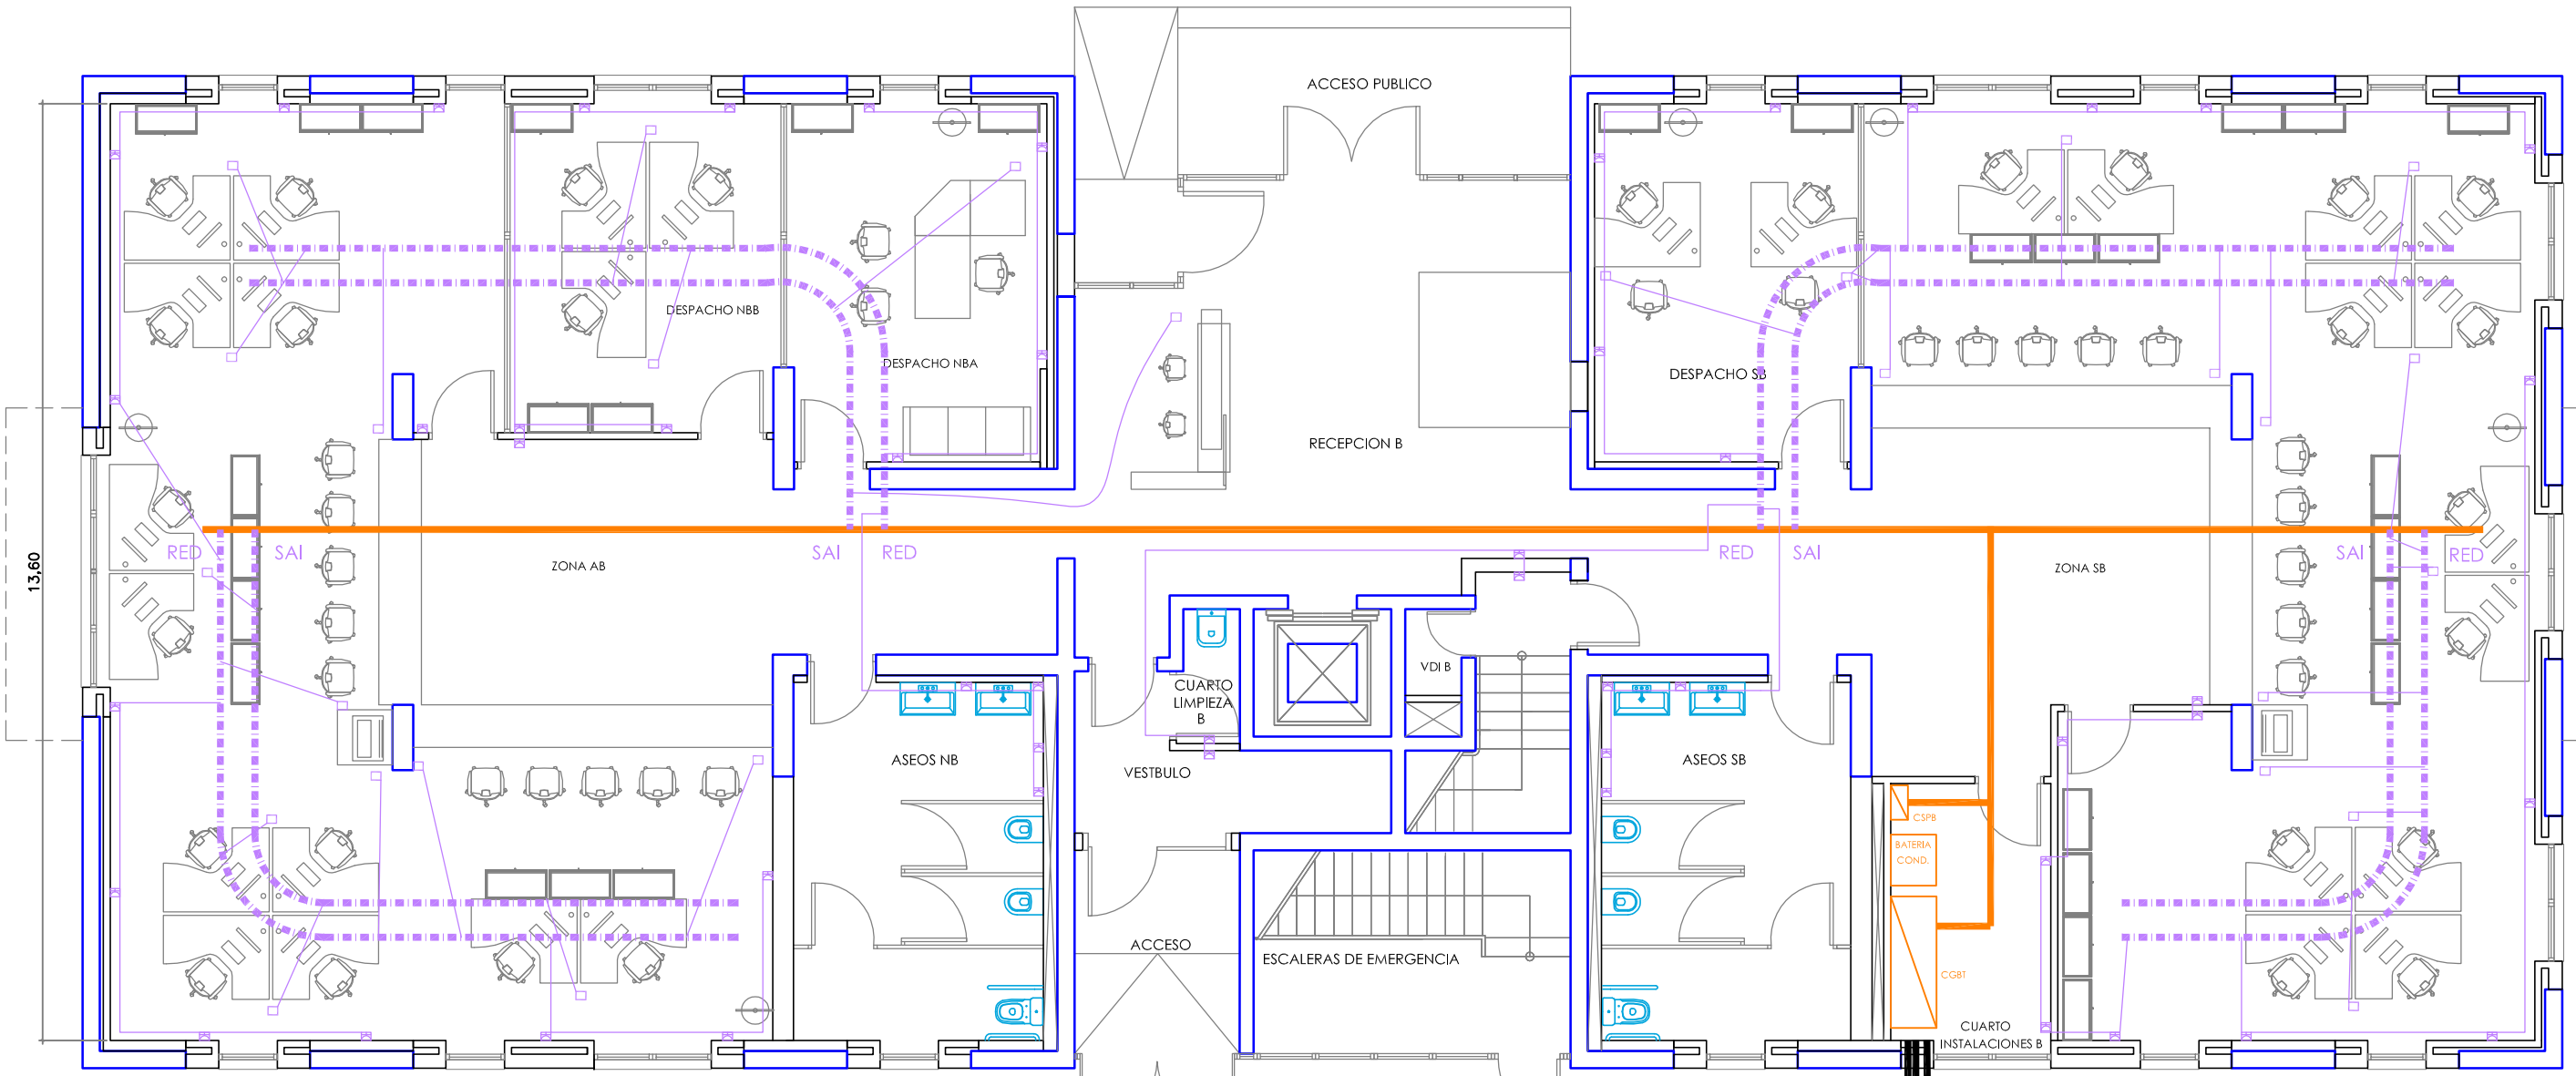 ACCESO PUBLICO
DESPACHO NBB
DESPACHO NBA
DESPACHO SB
RECEPCION B
13,60
RED
SAI
SAI
RED
RED
SAI
SAI
RED
ZONA AB
ZONA SB
VDI B
CUARTO
LIMPIEZA
B
ASEOS NB
VESTBULO
ASEOS SB
CSPB
BATERIA
COND.
ACCESO
ESCALERAS DE EMERGENCIA
CGBT
CUARTO
INSTALACIONES B